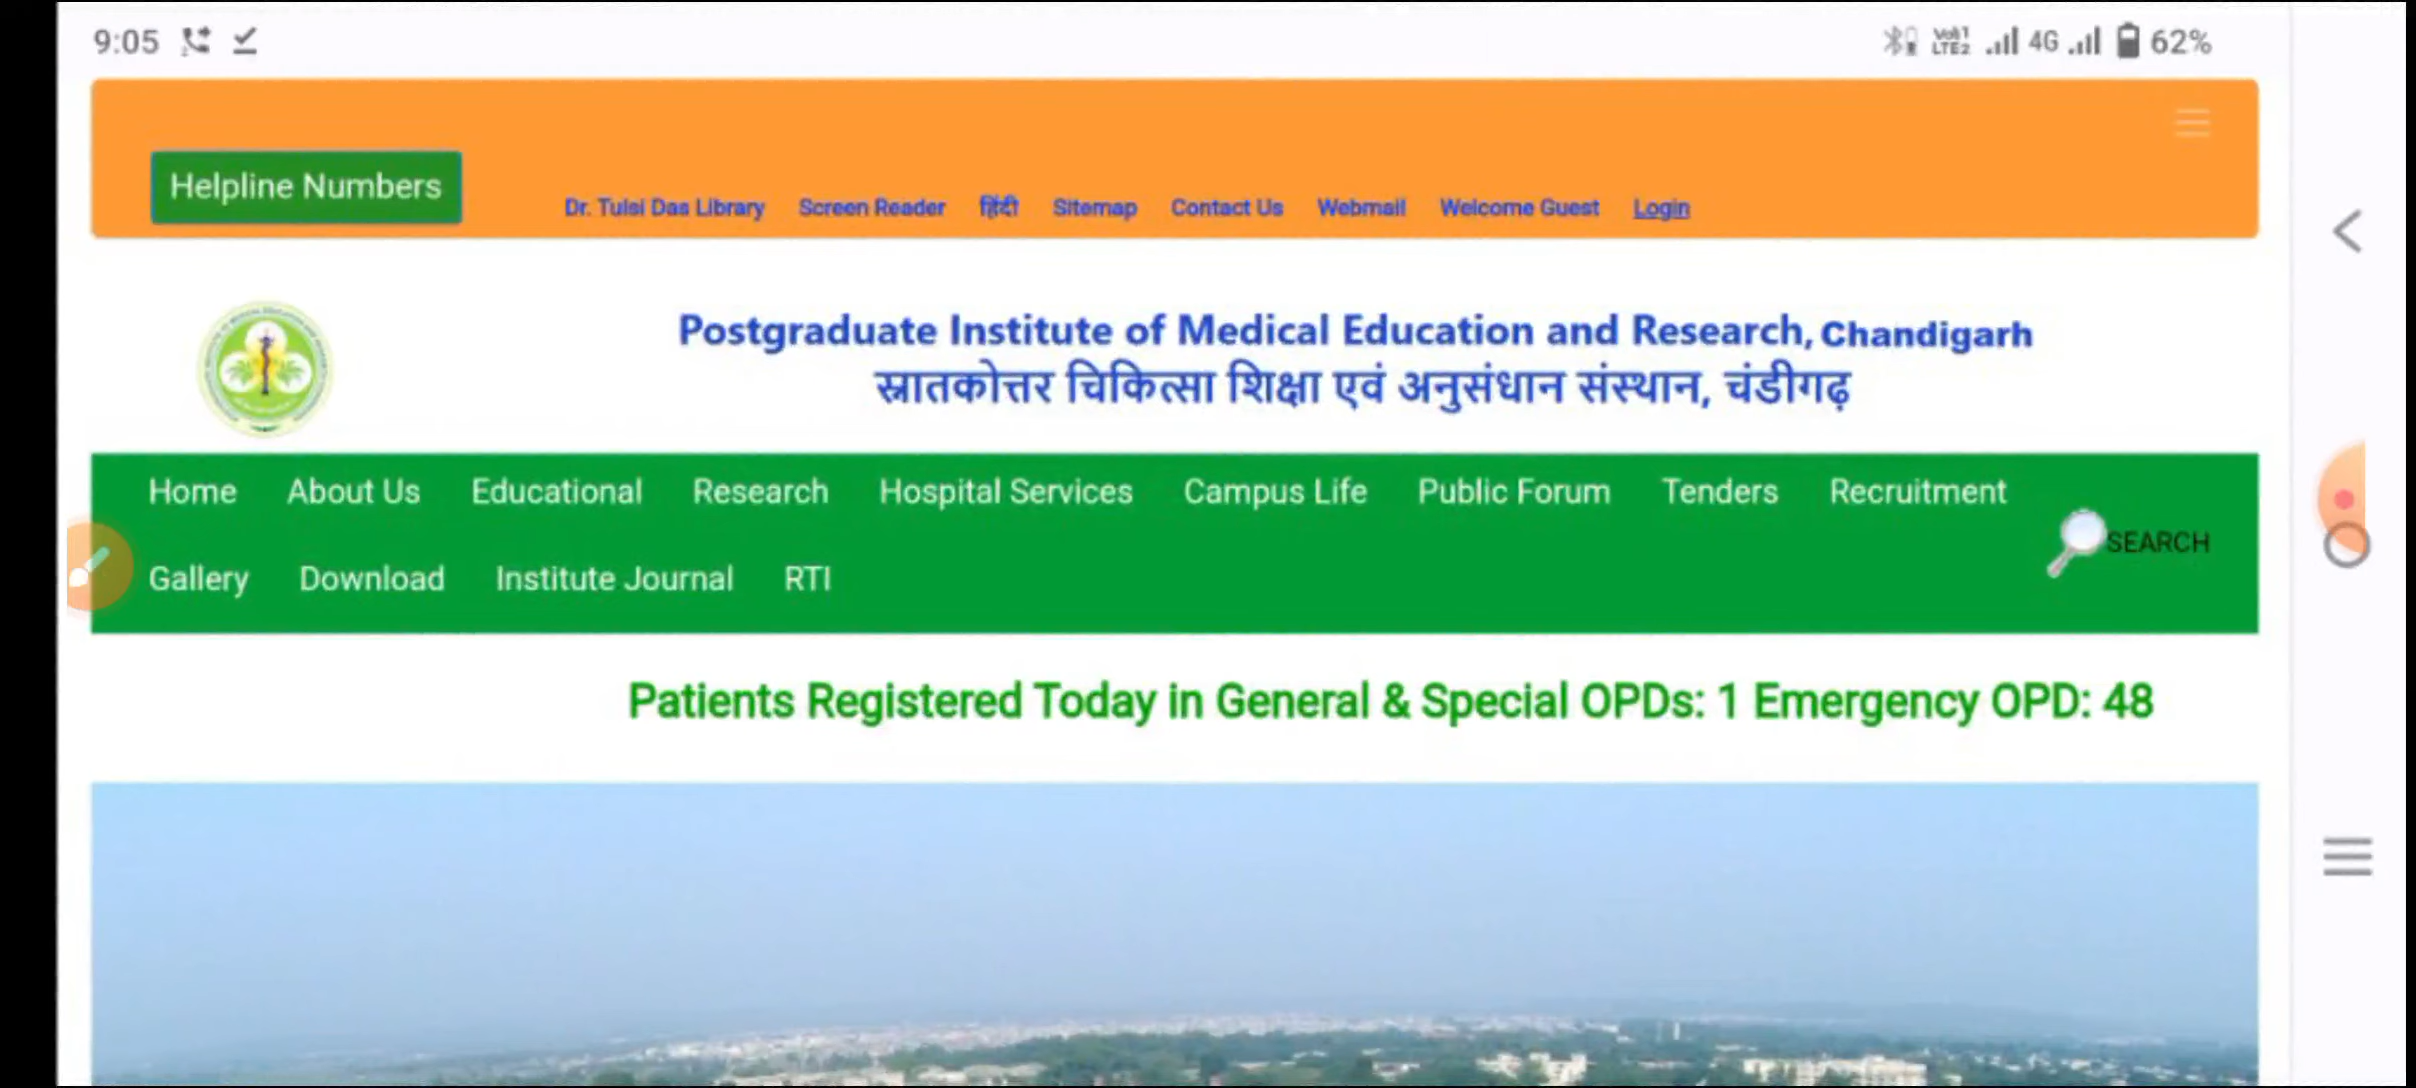 9:05
VoN LTE2 4G 62%
Helpline Numbers
Dr. Tulsi Das Library Screen Reader हिंदी Sitemap Contact Us Webmail Welcome Guest Login
Postgraduate Institute of Medical Education and Research, Chandigarh
स्नातकोत्तर चिकित्सा शिक्षा एवं अनुसंधान संस्थान, चंडीगढ़
Home About Us Educational Research Hospital Services Campus Life Public Forum Tenders Recruitment
SEARCH
Gallery Download Institute Journal RTI
Patients Registered Today in General & Special OPDs: 1 Emergency OPD: 48